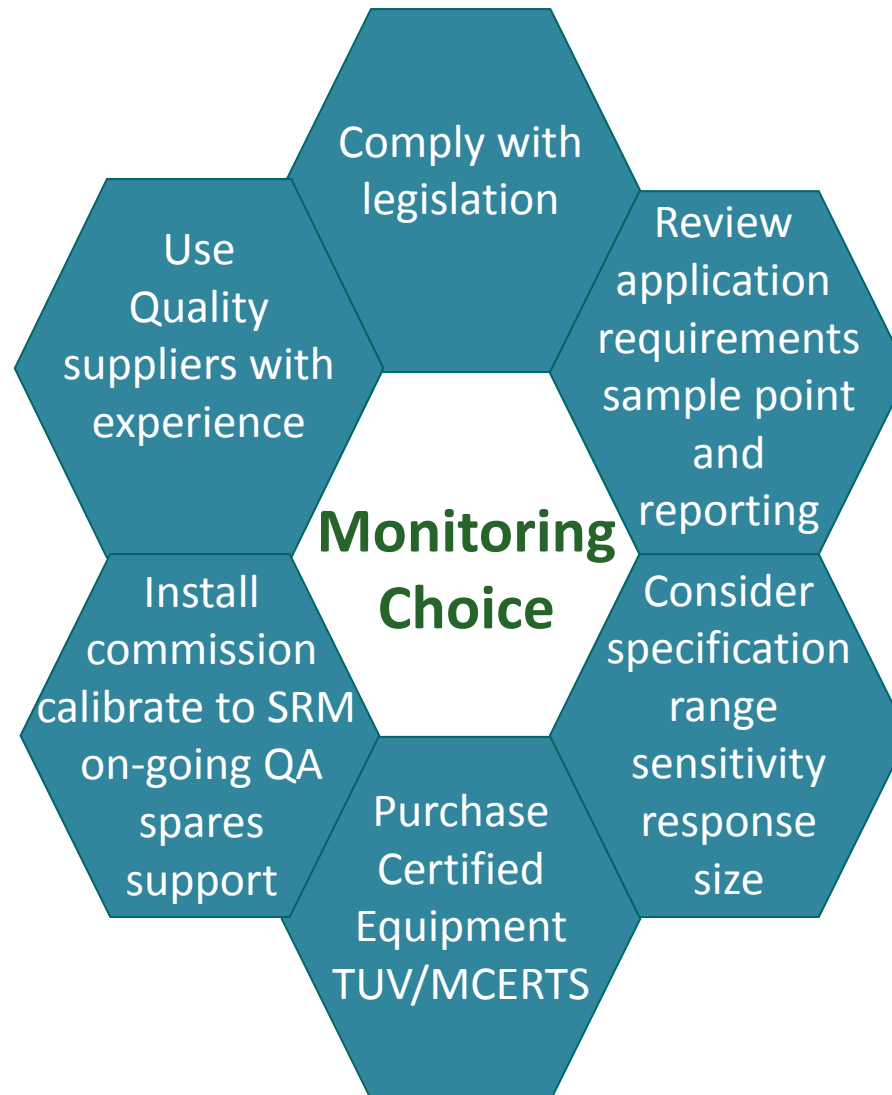 Comply with
legislation
Review
application
requirements
sample point
and
reporting
Consider
specification
range
sensitivity
response
size
Purchase
Certified
Equipment
TUV/MCERTS
Install
commission
calibrate to SRM
on-going QA
spares
support
Use
Quality
suppliers with
experience
Monitoring
Choice